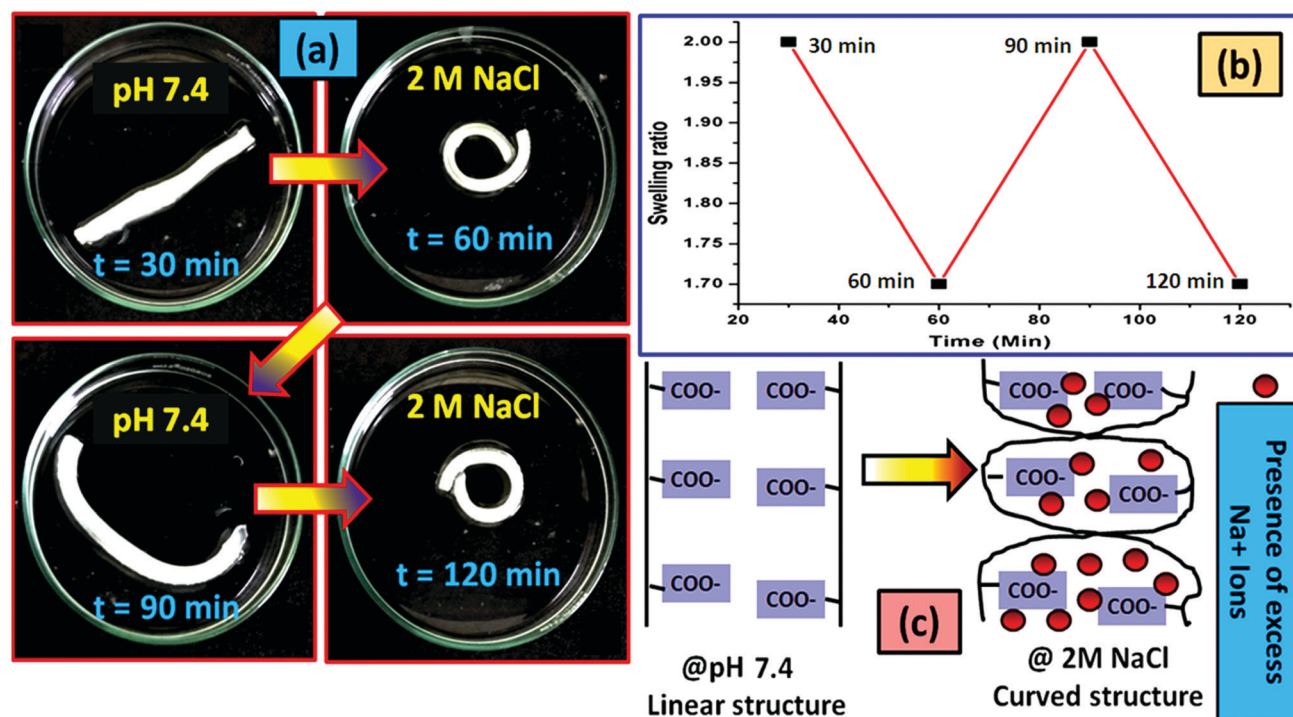 (a)
pH 7.4
t = 30 min
2 M NaCl
t = 60 min
pH 7.4
t = 90 min
2 M NaCl
t = 120 min
(b)
Swelling ratio
2.00
1.95
1.90
1.85
1.80
1.75
1.70
30 min
90 min
60 min
120 min
20
40
60
80
100
120
Time (Min)
COO-
COO-
COO-
COO-
COO-
COO-
@pH 7.4
Linear structure
(c)
COO-
COO-
COO-
COO-
COO-
COO-
@ 2M NaCl
Curved structure
Presence of excess
Na+ Ions